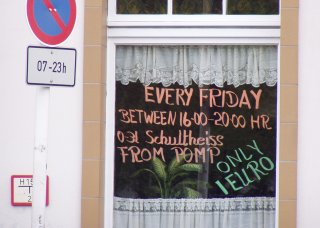 07-23h
EVERY FRIDAY
BETWEEN 16:00-20:00 HR
0.3l Schultheiss
FROM POMP
ONLY
1 EURO